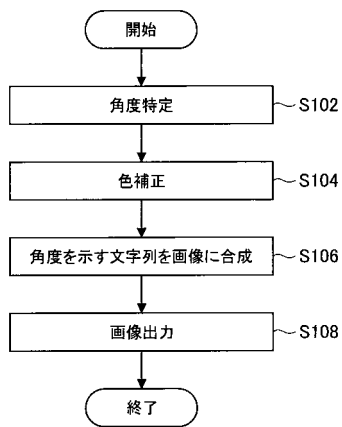 開始
角度特定
S102
色補正
S104
角度を示す文字列を画像に合成
S106
画像出力
S108
終了